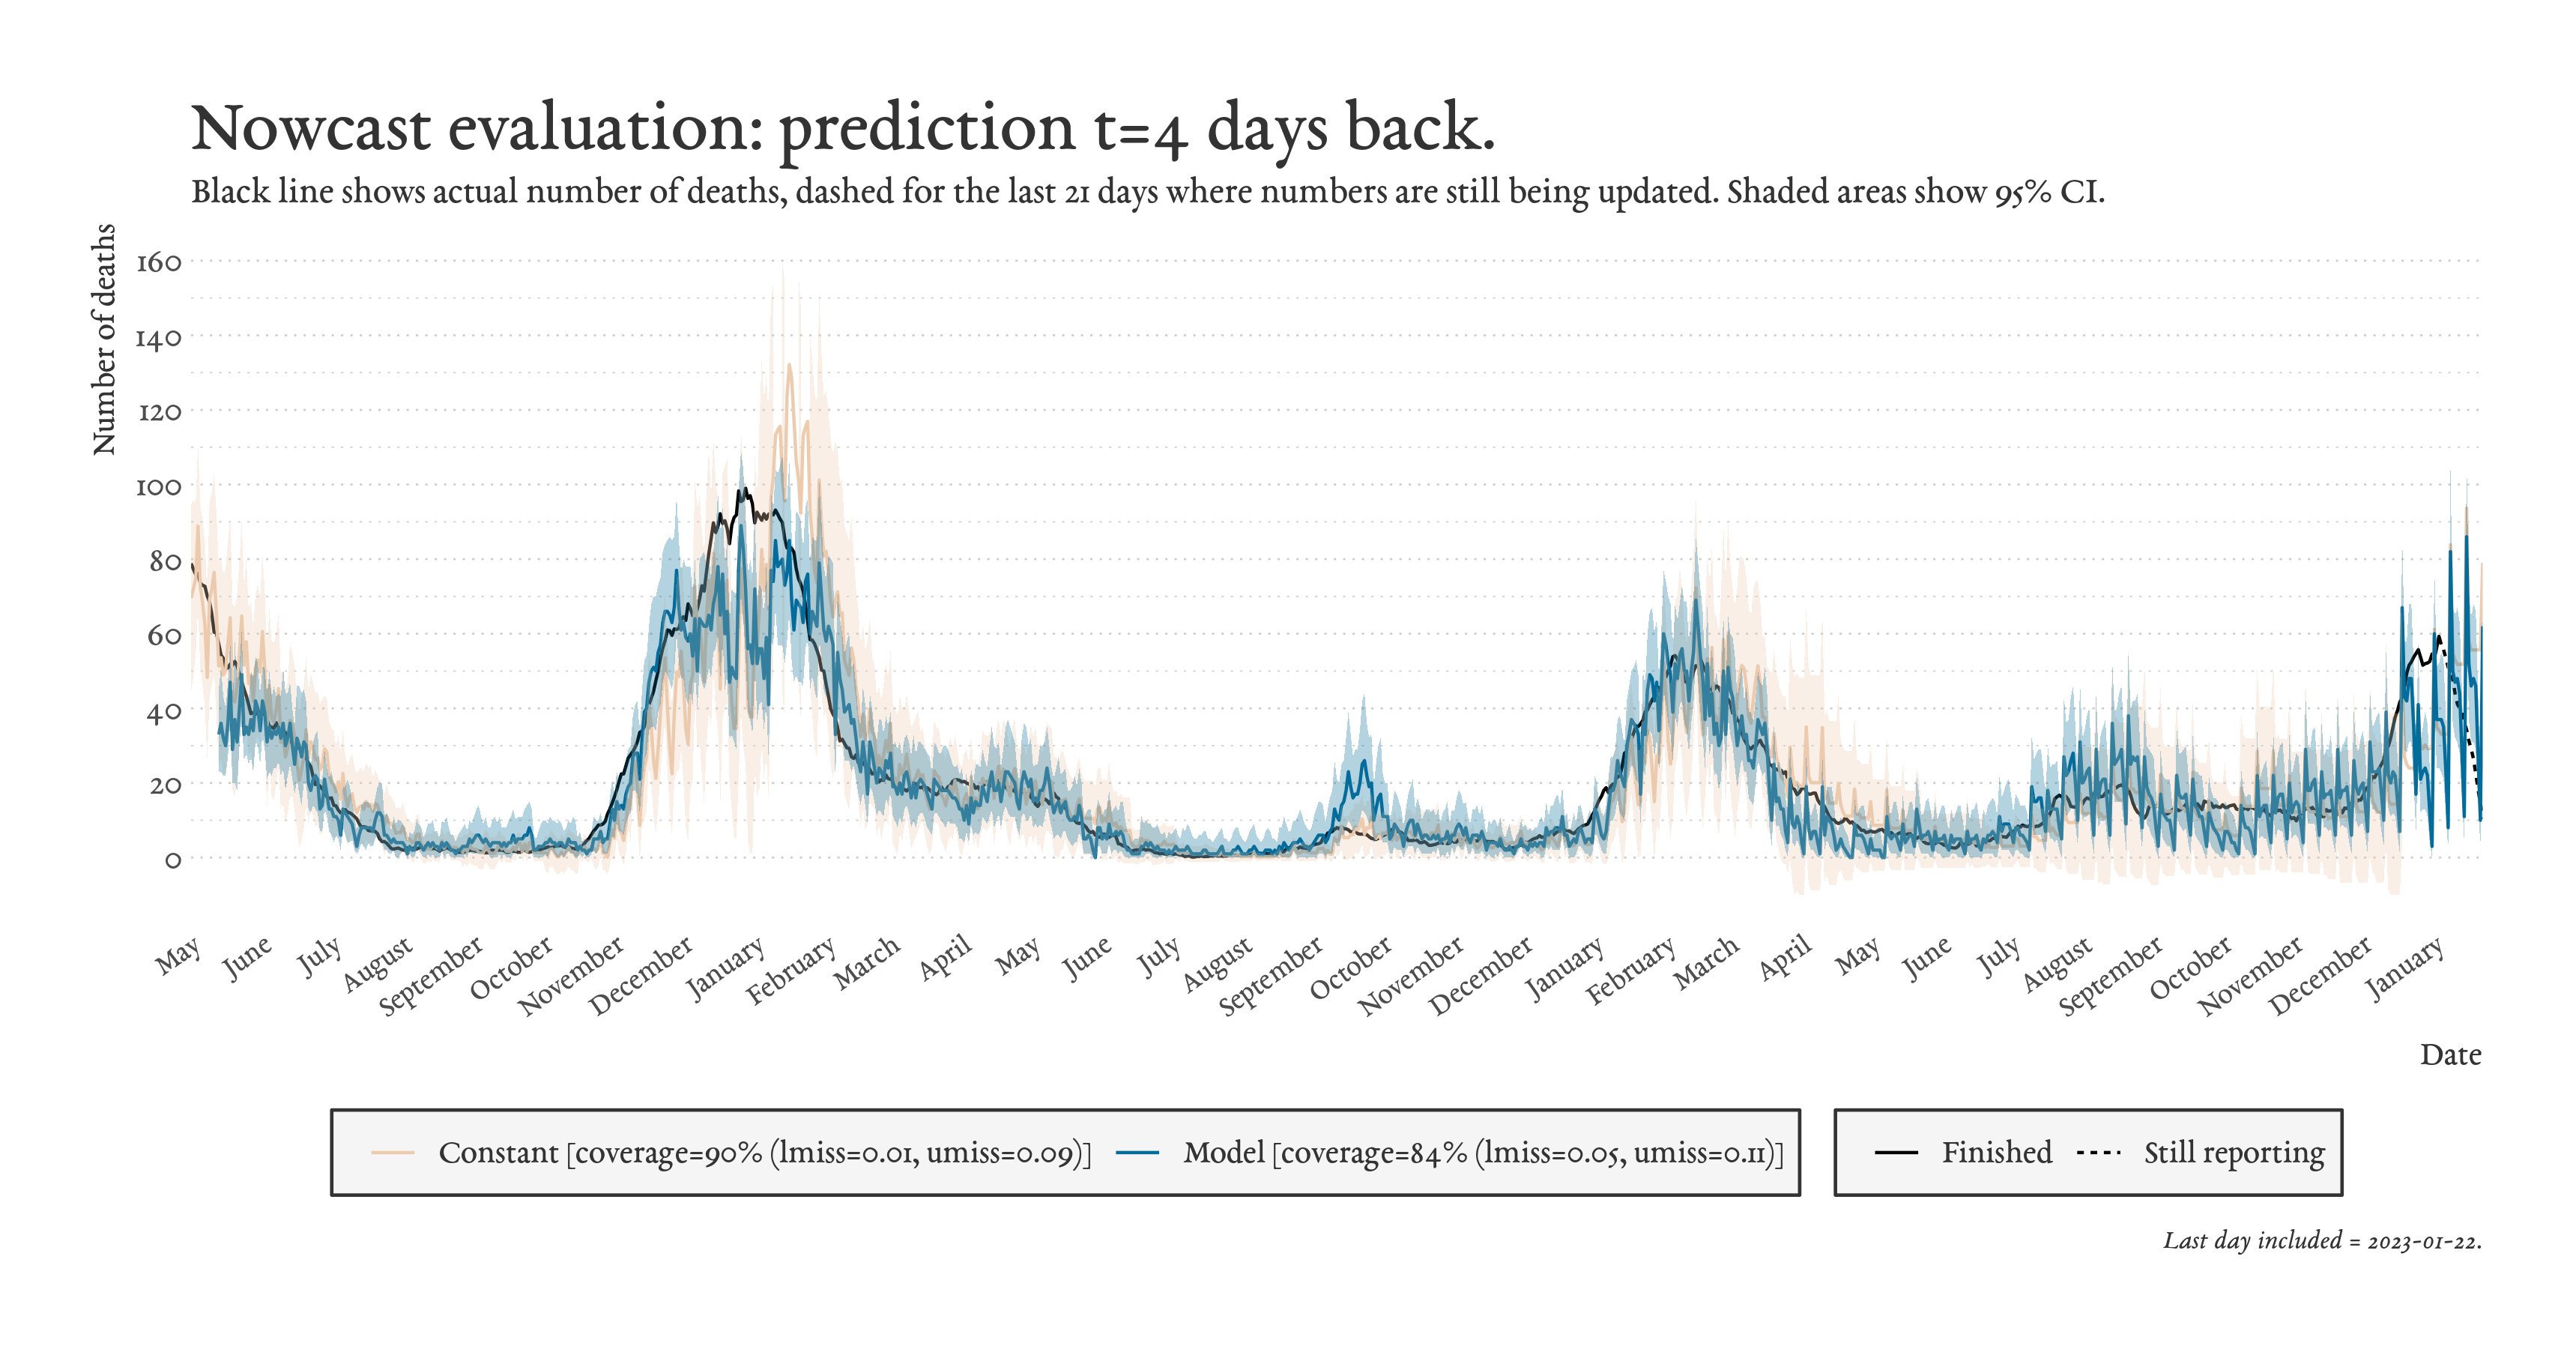 Nowcast evaluation: prediction t=4 days back.
Black line shows actual number of deaths, dashed for the last 21 days where numbers are still being updated. Shaded areas show 95% CI.
Number of deaths
160
140
120
100
80
60
40
20
0
May June July August September October November December January February March April May June July August September October November December January February March April May June July August September October November December January
Date
Constant [coverage=90% (lmiss=0.01, umiss=0.09)] Model [coverage=84% (lmiss=0.05, umiss=0.11)] Finished Still reporting
Last day included = 2023-01-22.